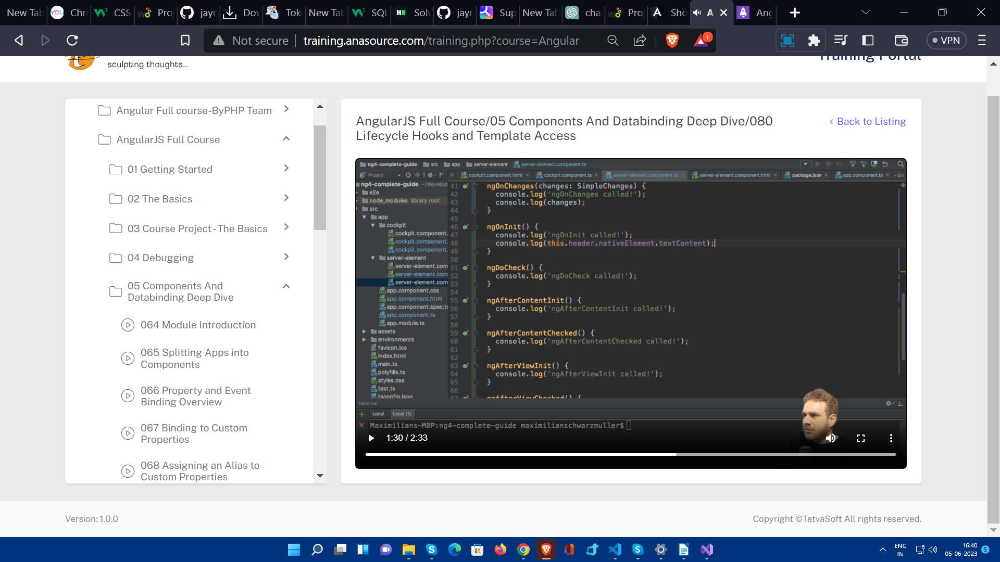 New Tab
Chr
CSS
Proj
jayr
Dov
Tok
New Tab
SQL
Solv
jayr
Sup
New Tab
cha
Proj
Sho
A
Ang
Not secure
training.anasource.com/training.php?course=Angular
1
VPN
sculpting thoughts...
Training Portal
Angular Full course-ByPHP Team
AngularJS Full Course
01 Getting Started
02 The Basics
03 Course Project - The Basics
04 Debugging
05 Components And
Databinding Deep Dive
064 Module Introduction
065 Splitting Apps into
Components
066 Property and Event
Binding Overview
067 Binding to Custom
Properties
068 Assigning an Alias to
Custom Properties
AngularJS Full Course/05 Components And Databinding Deep Dive/080
Lifecycle Hooks and Template Access
Back to Listing
ng4-complete-guide src app server-element server-element.component.ts
Project
cockpit.component.html
cockpit.component.ts
server-element.component.ts
server-element.component.html
package.json
app.component.ts
ng4-complete-guide ~/develop
e2e
node_modules library root
src
app
cockpit
cockpit.component.
cockpit.component.
cockpit.component.
server-element
server-element.com
server-element.com
server-element.com
app.component.css
app.component.html
app.component.spec.ts
app.component.ts
app.module.ts
assets
environments
favicon.ico
index.html
main.ts
polyfills.ts
styles.css
test.ts
tsconfig.json
41 ngOnChanges(changes: SimpleChanges) {
42 console.log('ngOnChanges called!');
43 console.log(changes);
44 }
45
46 ngOnInit() {
47 console.log('ngOnInit called!');
48 console.log(this.header.nativeElement.textContent);
49 }
50
51 ngDoCheck() {
52 console.log('ngDoCheck called!');
53 }
54
55 ngAfterContentInit() {
56 console.log('ngAfterContentInit called!');
57 }
58
59 ngAfterContentChecked() {
60 console.log('ngAfterContentChecked called!');
61 }
62
63 ngAfterViewInit() {
64 console.log('ngAfterViewInit called!');
65 }
66
67 ngAfterViewChecked() {
Terminal
Local Local (1)
Maximilians-MBP:ng4-complete-guide maximilianschwarzmuller$
1:30 / 2:33
Version: 1.0.0
Copyright ©TatvaSoft All rights reserved.
ENG
IN
16:40
05-06-2023
5